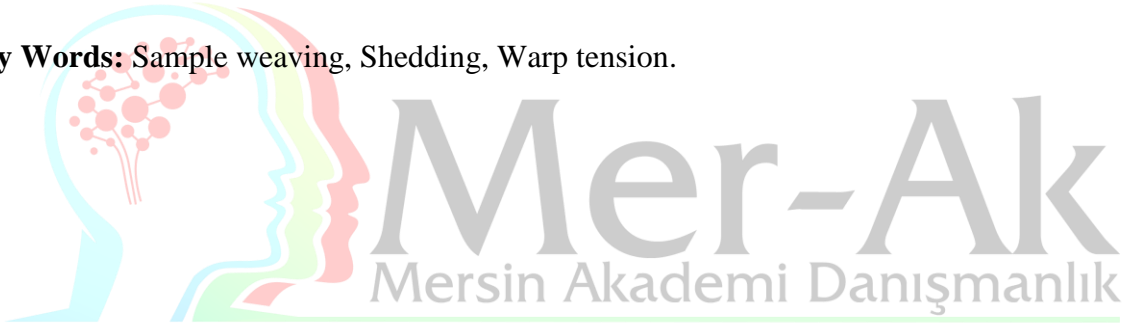 y Words: Sample weaving, Shedding, Warp tension.
Mer-Ak
Mersin Akademi Danışmanlık